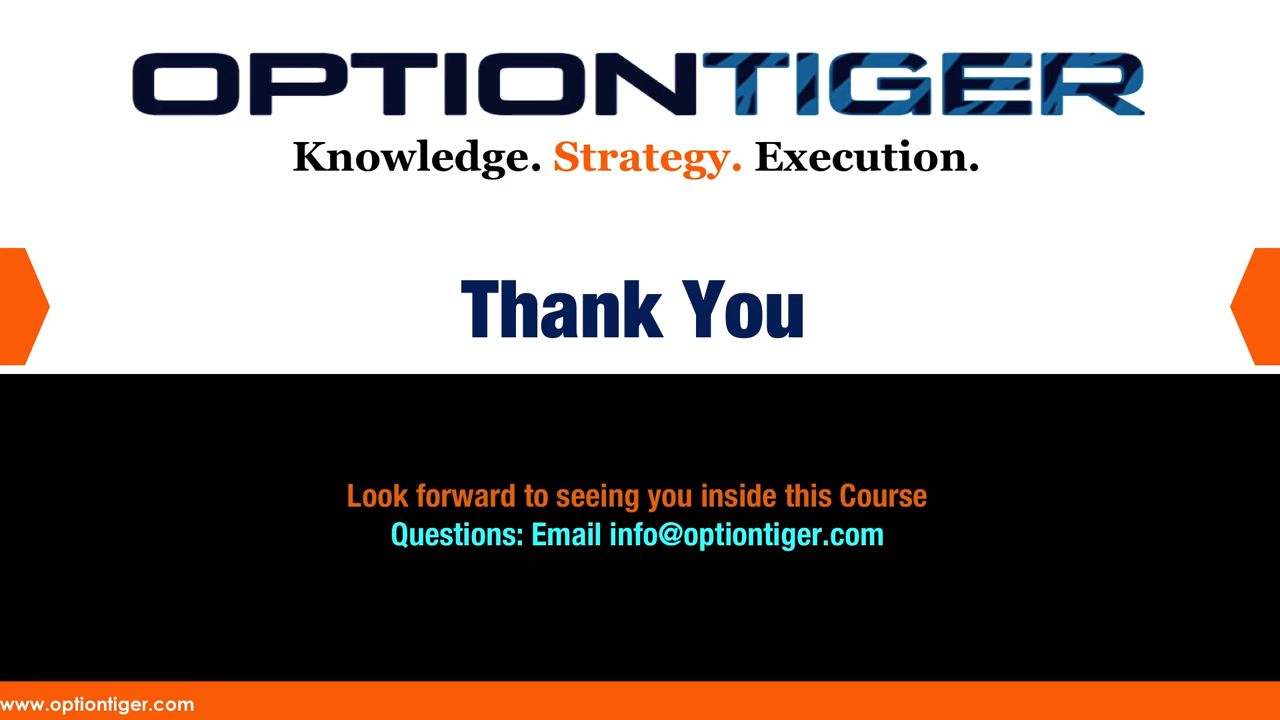 OPTIONTIGER
Knowledge. Strategy. Execution.
Thank You
Look forward to seeing you inside this Course
Questions: Email info@optiontiger.com
www.optiontiger.com